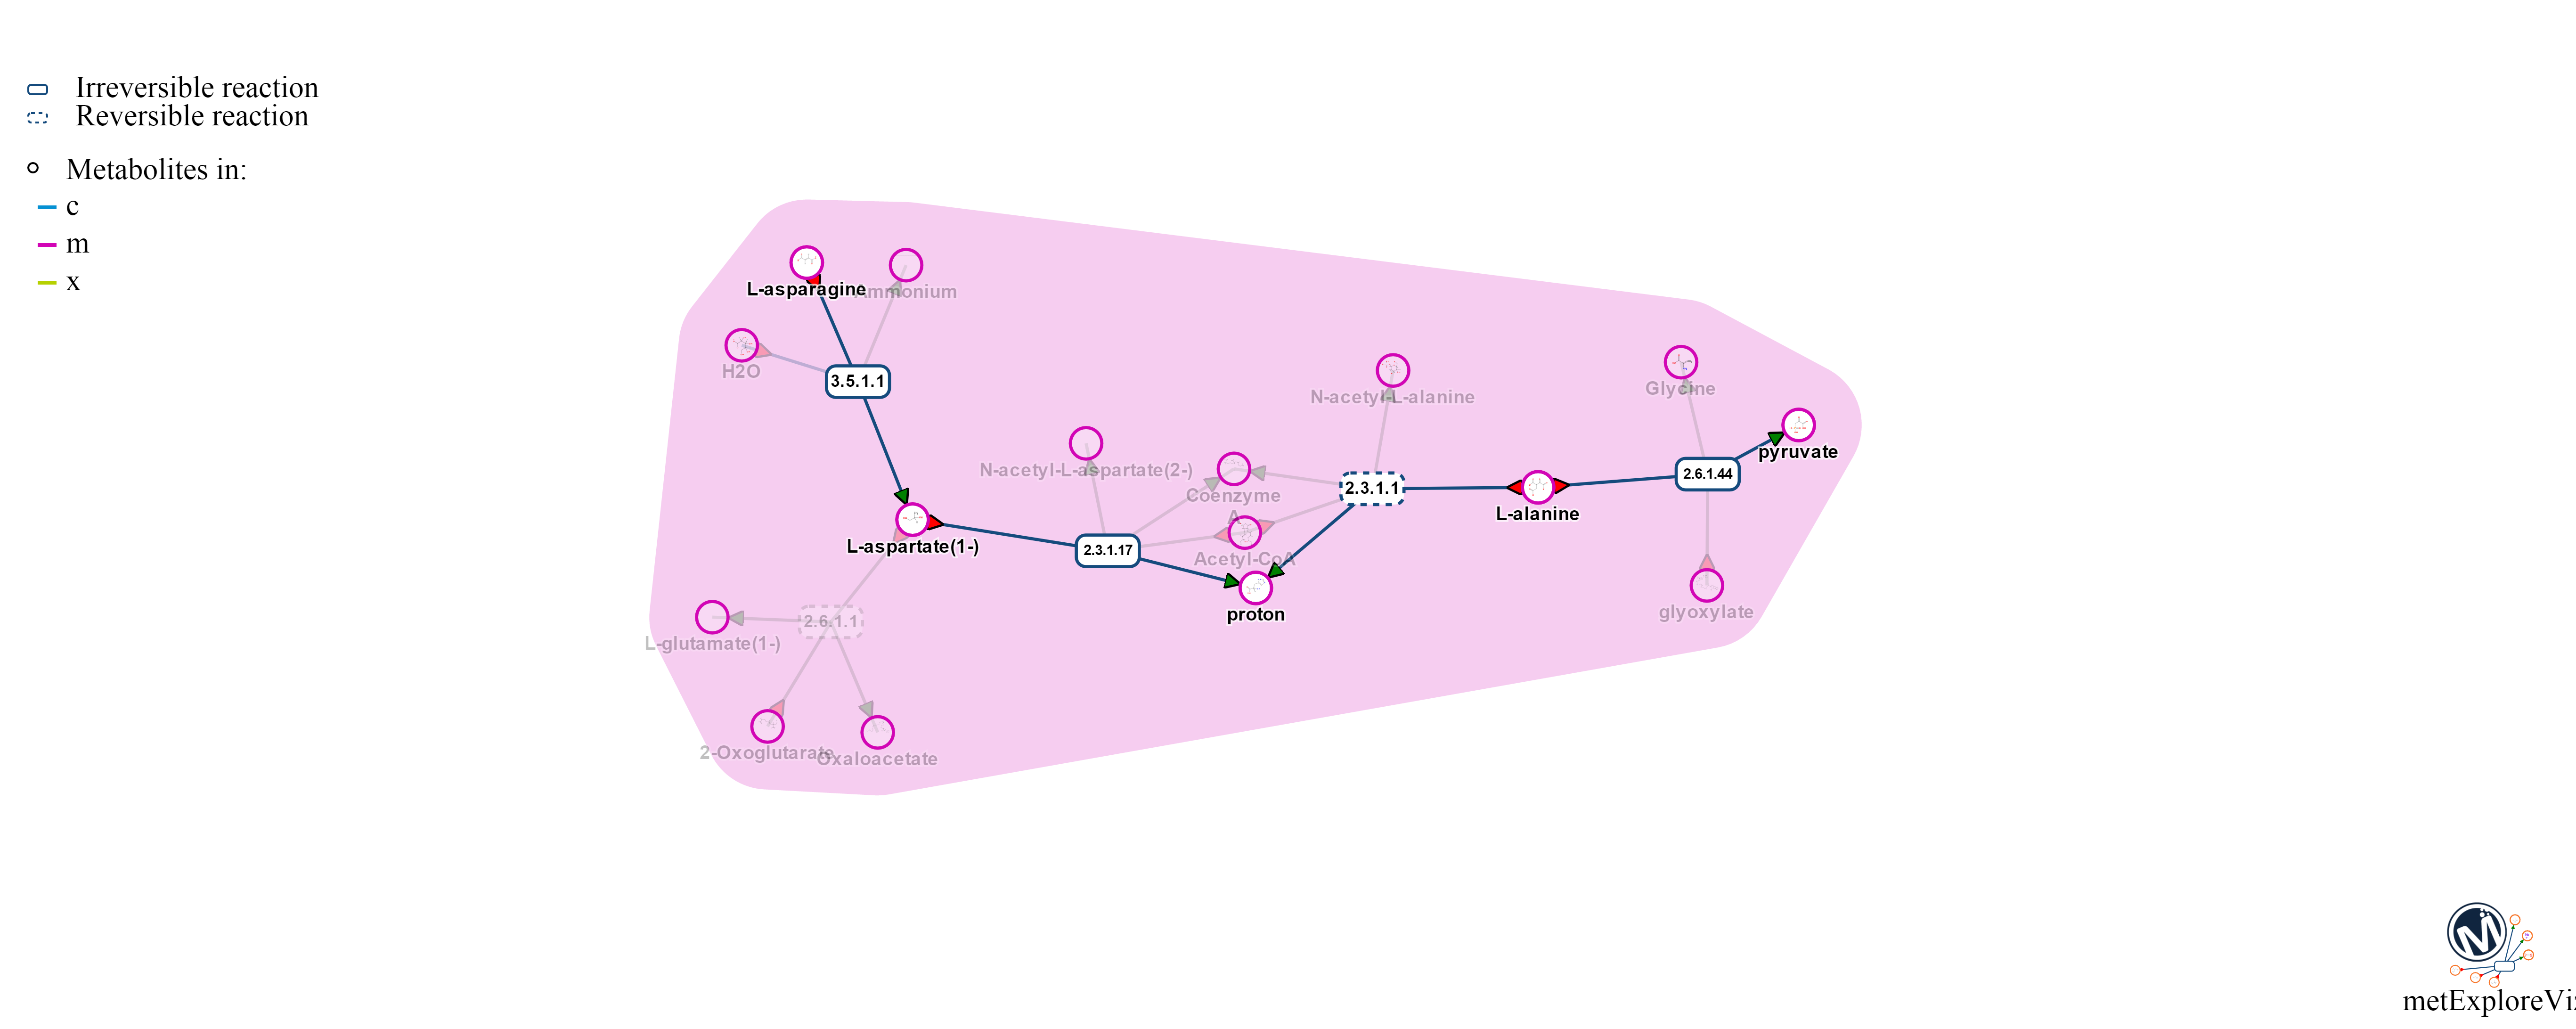 Irreversible reaction
Reversible reaction
Metabolites in:
c
m
x
L-asparagine
Ammonium
H2O
3.5.1.1
N-acetyl-L-alanine
Glycine
pyruvate
N-acetyl-L-aspartate(2-)
2.6.1.44
2.3.1.1
Coenzyme
A
L-alanine
L-aspartate(1-)
2.3.1.17
Acetyl-CoA
proton
glyoxylate
2.6.1.1
L-glutamate(1-)
2-Oxoglutarate
Oxaloacetate
metExploreVi